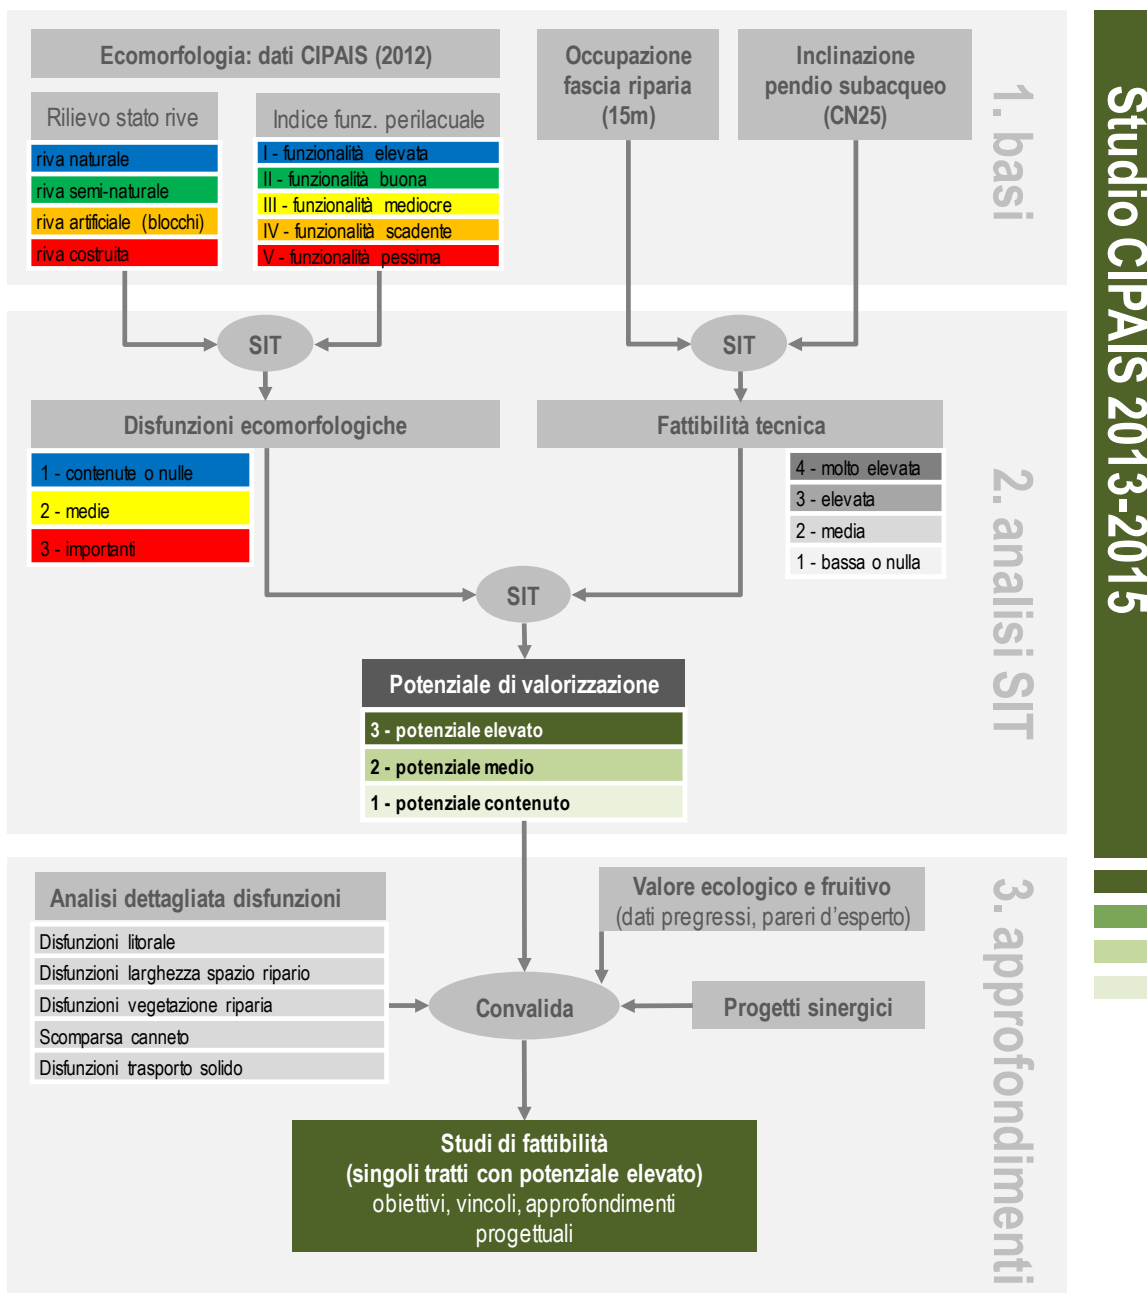 Ecomorfologia: dati CIPAIS (2012)
Rilievo stato rive
riva naturale
riva semi-naturale
riva artificiale (blocchi)
riva costruita
Indice funz. perilacuale
I - funzionalità elevata
II - funzionalità buona
III - funzionalità mediocre
IV - funzionalità scadente
V - funzionalità pessima
Occupazione
fascia riparia
(15m)
Inclinazione
pendio subacqueo
(CN25)
1. basi
SIT
SIT
Disfunzioni ecomorfologiche
1 - contenute o nulle
2 - medie
3 - importanti
Fattibilità tecnica
4 - molto elevata
3 - elevata
2 - media
1 - bassa o nulla
SIT
Potenziale di valorizzazione
3 - potenziale elevato
2 - potenziale medio
1 - potenziale contenuto
2. analisi SIT
Analisi dettagliata disfunzioni
Disfunzioni litorale
Disfunzioni larghezza spazio ripario
Disfunzioni vegetazione riparia
Scomparsa canneto
Disfunzioni trasporto solido
Valore ecologico e fruitivo
(dati pregressi, pareri d'esperto)
Convalida
Progetti sinergici
Studi di fattibilità
(singoli tratti con potenziale elevato)
obiettivi, vincoli, approfondimenti
progettuali
3. approfondimenti
Studio CIPAIS 2013-2015